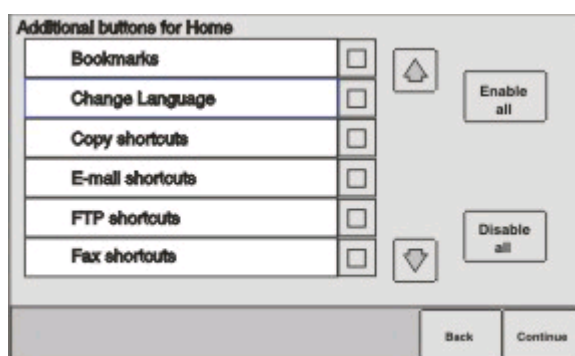 Additional buttons for Home
Bookmarks
Change Language
Copy shortcuts
E-mail shortcuts
FTP shortcuts
Fax shortcuts
Enable
all
Disable
all
Back
Continue